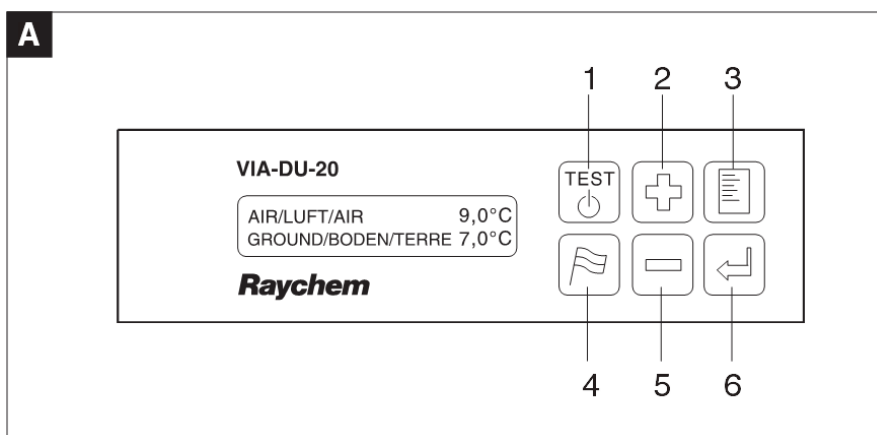 A
1 2 3
VIA-DU-20
TEST
AIR/LUFT/AIR 9,0°C
GROUND/BODEN/TERRE 7,0°C
Raychem
4 5 6